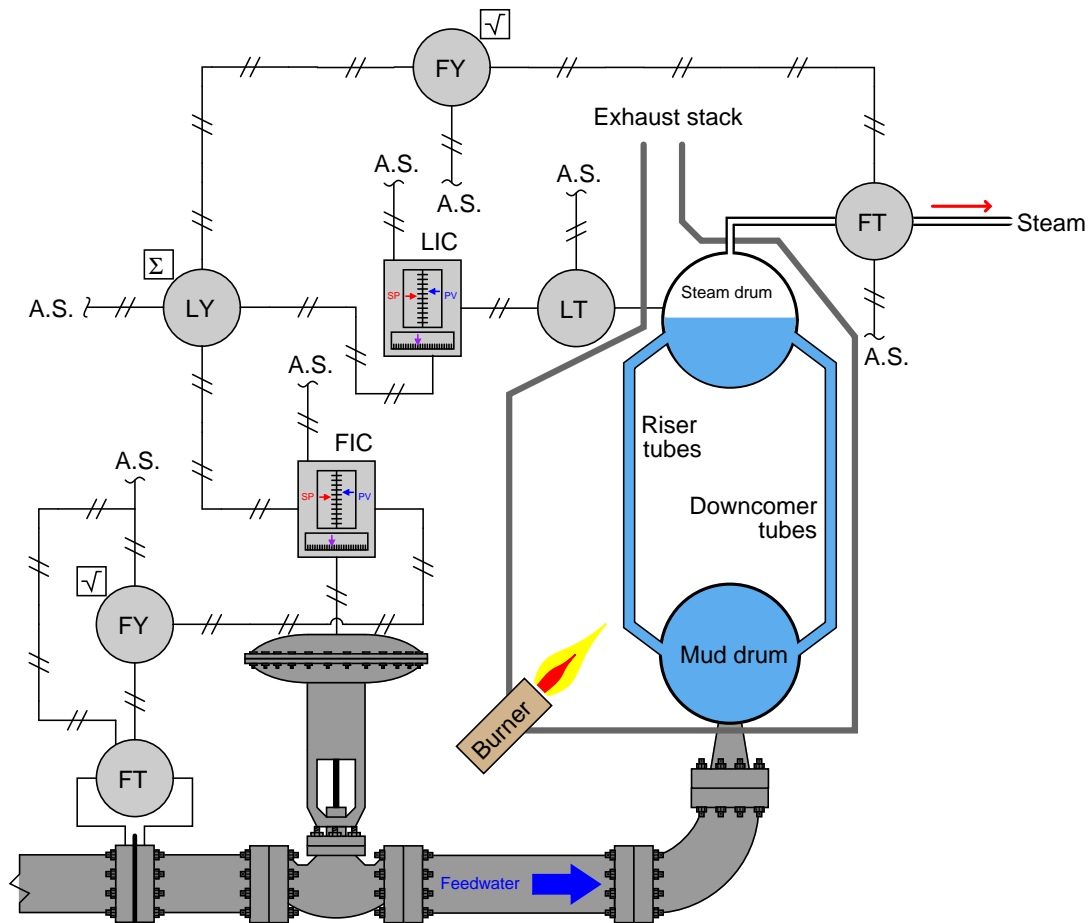 √
FY
Exhaust stack
A.S.
A.S.
A.S.
LIC
FT
Steam
Σ
SP
PV
Steam drum
A.S.
LY
LT
A.S.
A.S.
FIC
Riser
tubes
A.S.
SP
PV
Downcomer
tubes
√
FY
Mud drum
Burner
FT
Feedwater